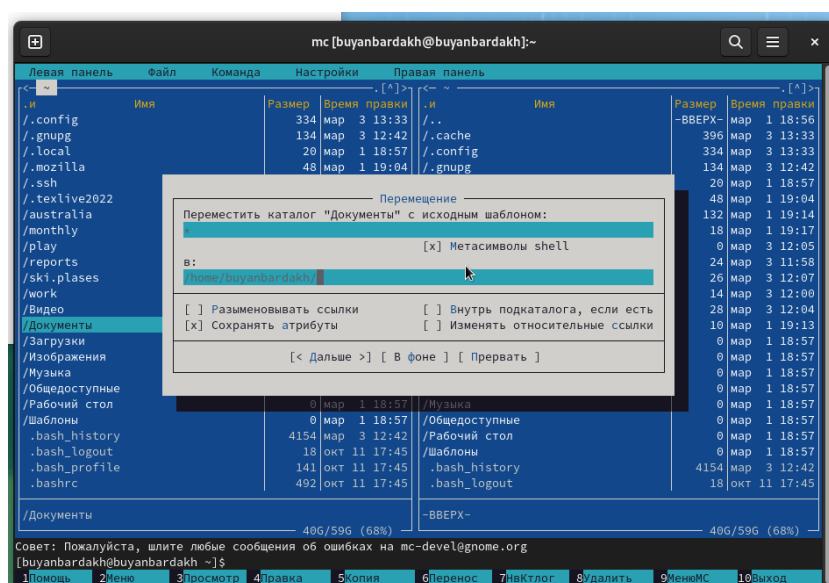 mc [buyanbardakh@buyanbardakh]:~
Левая панель Файл Команда Настройки Правая панель
<— ~ .[^]> <— ~ .[^]>
.и Имя Размер Время правки .и Имя Размер Время правки
/.config 334 мар 3 13:33 /.. -ВВЕРХ- мар 1 18:56
/.gnupg 134 мар 3 12:42 /.cache 396 мар 3 13:33
/.local 20 мар 1 18:57 /.config 334 мар 3 13:33
/.mozilla 48 мар 1 19:04 /.gnupg 134 мар 3 12:42
/.ssh 20 мар 1 18:57
/.texlive2022 48 мар 1 19:04
/australia 132 мар 1 19:14
/monthly 18 мар 1 19:17
/play 0 мар 3 12:05
/reports 24 мар 3 11:58
/ski.plases 26 мар 3 12:07
/work 14 мар 3 12:00
/Видео 28 мар 3 12:04
/Документы 10 мар 1 19:13
/Загрузки 0 мар 1 18:57
/Изображения 0 мар 1 18:57
/Музыка 0 мар 1 18:57
/Общедоступные 0 мар 1 18:57
/Рабочий стол 0 мар 1 18:57 /Музыка 0 мар 1 18:57
/Шаблоны 0 мар 1 18:57 /Общедоступные 0 мар 1 18:57
.bash_history 4154 мар 3 12:42 /Рабочий стол 0 мар 1 18:57
.bash_logout 18 окт 11 17:45 /Шаблоны 0 мар 1 18:57
.bash_profile 141 окт 11 17:45 .bash_history 4154 мар 3 12:42
.bashrc 492 окт 11 17:45 .bash_logout 18 окт 11 17:45
Перемещение
Переместить каталог "Документы" с исходным шаблоном:
*
[x] Метасимволы shell
в:
/home/buyanbardakh/
[ ] Разыменовывать ссылки [ ] Внутрь подкаталога, если есть
[x] Сохранять атрибуты [ ] Изменять относительные ссылки
[< Дальше >] [ В фоне ] [ Прервать ]
/Документы -ВВЕРХ-
40G/59G (68%) 40G/59G (68%)
Совет: Пожалуйста, шлите любые сообщения об ошибках на mc-devel@gnome.org
[buyanbardakh@buyanbardakh ~]$
1Помощь 2Меню 3Просмотр 4Правка 5Копия 6Перенос 7НвКтлог 8Удалить 9МенюМС 10Выход